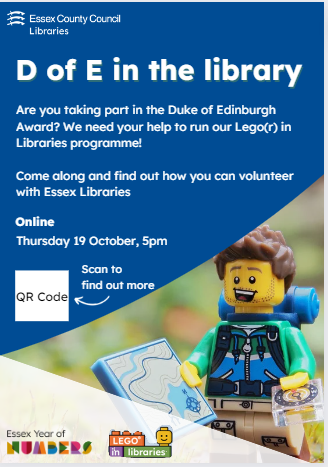 Essex County Council
Libraries
D of E in the library
Are you taking part in the Duke of Edinburgh
Award? We need your help to run our Lego(r) in
Libraries programme!
Come along and find out how you can volunteer
with Essex Libraries
Online
Thursday 19 October, 5pm
Scan to
find out more
QR Code
Essex Year of
NUMBERS
LEGO®
in libraries